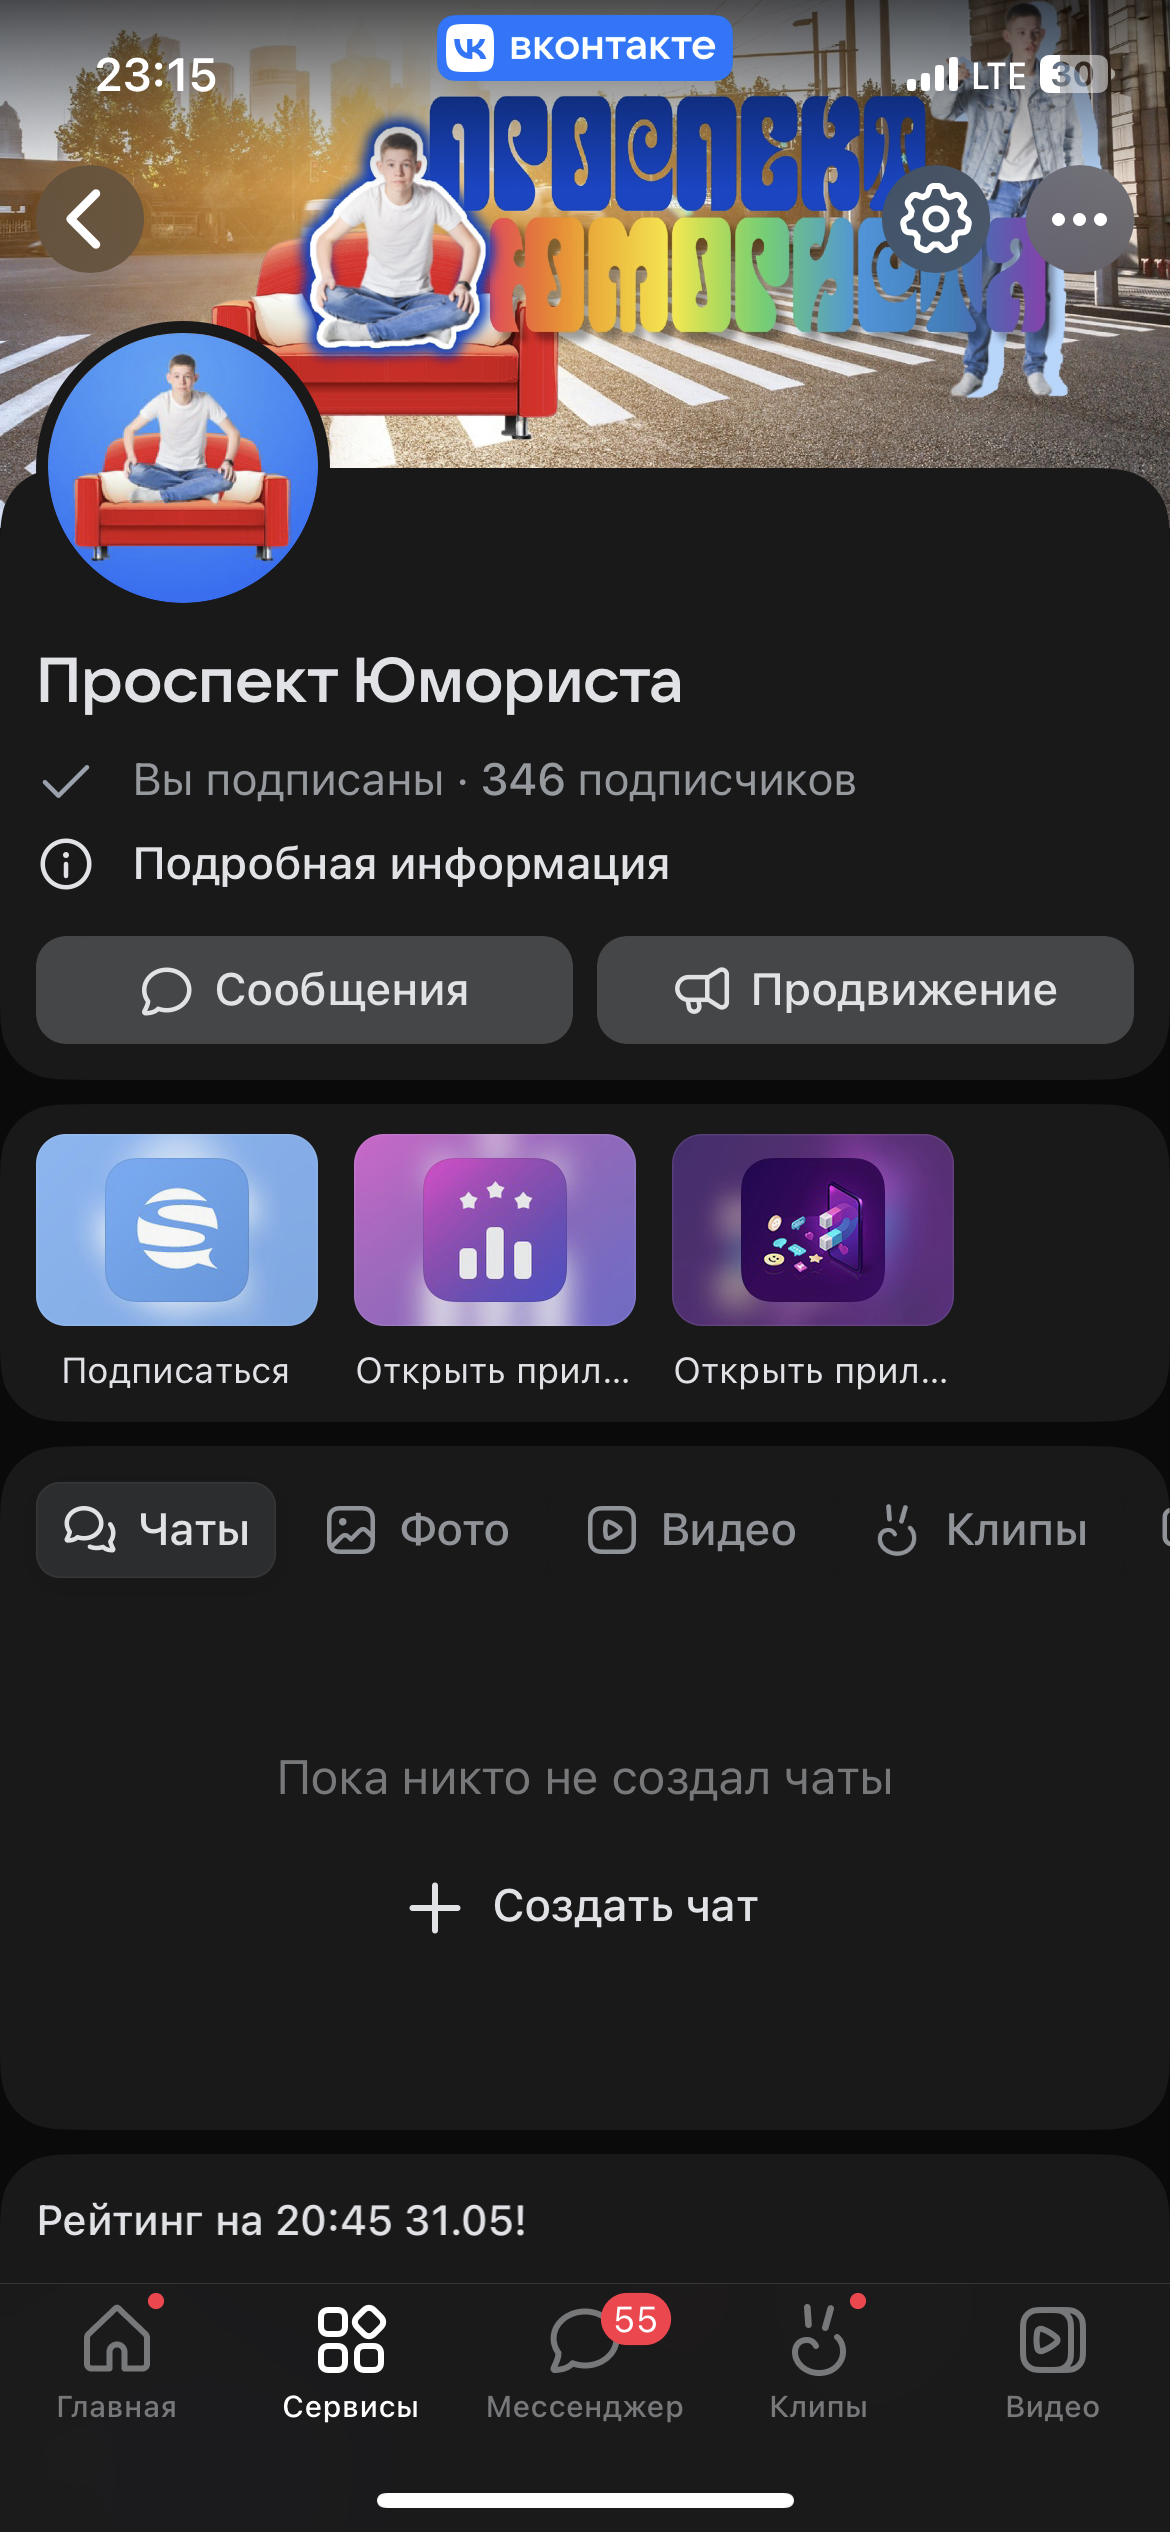 вконтакте
23:15
LTE
30
ПРОСПЕКТ
ЮМОРИСТА
Проспект Юмориста
Вы подписаны · 346 подписчиков
Подробная информация
Сообщения
Продвижение
Подписаться
Открыть прил...
Открыть прил...
Чаты
Фото
Видео
Клипы
Пока никто не создал чаты
Создать чат
Рейтинг на 20:45 31.05!
55
Главная
Сервисы
Мессенджер
Клипы
Видео